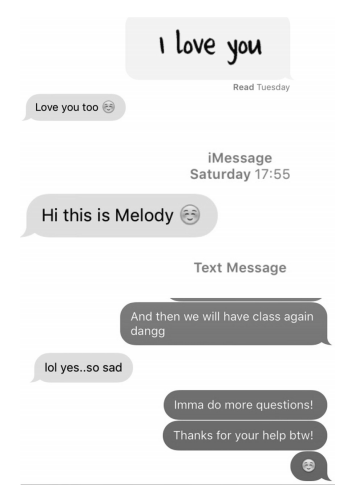 I love you
Read Tuesday
Love you too ☺️
iMessage
Saturday 17:55
Hi this is Melody ☺️
Text Message
And then we will have class again
dangg
lol yes..so sad
Imma do more questions!
Thanks for your help btw!
☺️